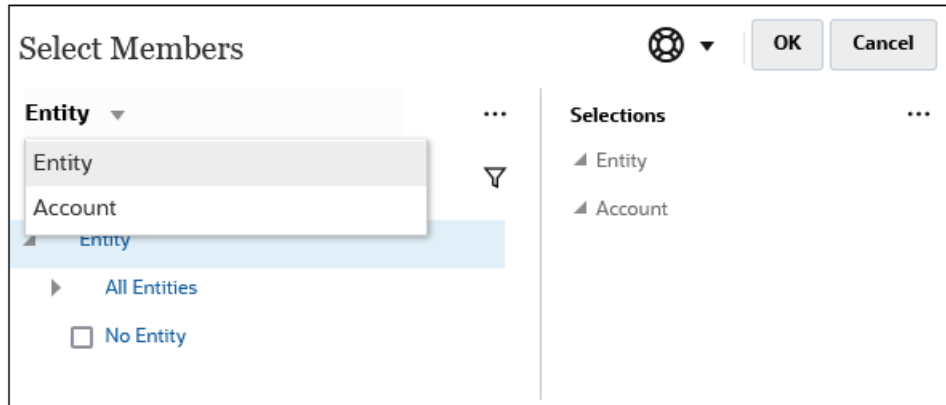 Select Members
OK
Cancel
Entity
Entity
Account
Entity
All Entities
No Entity
Selections
Entity
Account